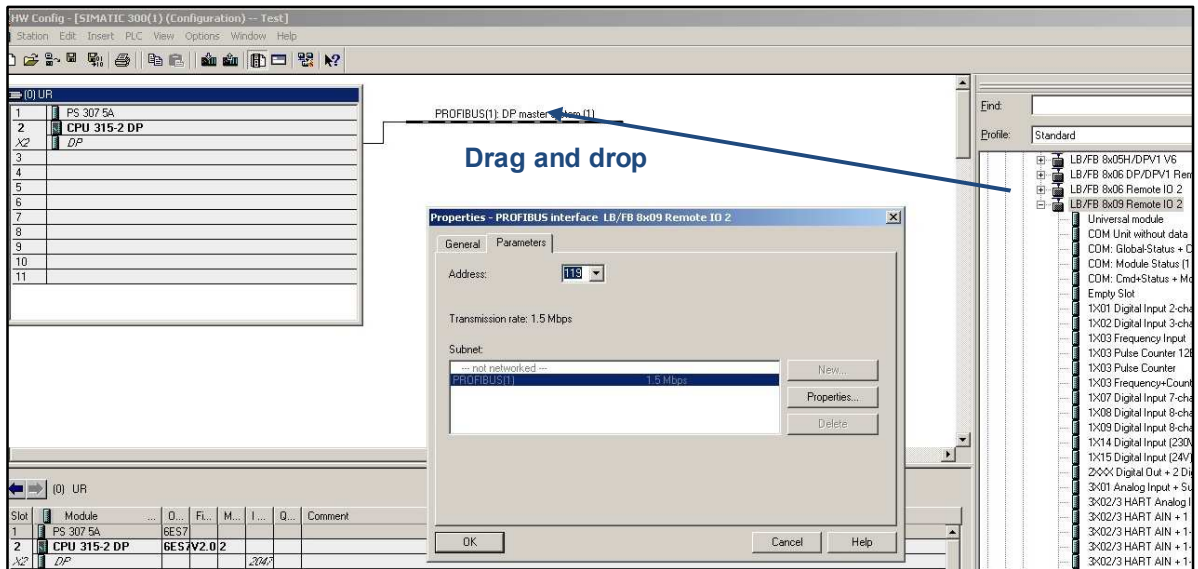 HW Config - [SIMATIC 300(1) (Configuration) -- Test]
Station Edit Insert PLC View Options Window Help
(0) UR
1 PS 307 5A
2 CPU 315-2 DP
X2 DP
3
4
5
6
7
8
9
10
11
PROFIBUS(1): DP master system (1)
Drag and drop
Properties - PROFIBUS interface LB/FB 8x09 Remote IO 2
General Parameters
Address: 119
Transmission rate: 1.5 Mbps
Subnet:
--- not networked ---
PROFIBUS(1) 1.5 Mbps
New...
Properties...
Delete
OK Cancel Help
Find:
Profile: Standard
LB/FB 8x05H/DPV1 V6
LB/FB 8x06 DP/DPV1 Rem
LB/FB 8x06 Remote IO 2
LB/FB 8x09 Remote IO 2
Universal module
COM Unit without data
COM: Global-Status + C
COM: Module Status (1
COM: Cmd+Status + Mo
Empty Slot
1X01 Digital Input 2-cha
1X02 Digital Input 3-cha
1X03 Frequency Input
1X03 Pulse Counter 12B
1X03 Pulse Counter
1X03 Frequency+Count
1X07 Digital Input 7-cha
1X08 Digital Input 8-cha
1X09 Digital Input 8-cha
1X14 Digital Input (230V
1X15 Digital Input (24V)
2XXX Digital Out + 2 Di
3X01 Analog Input + Su
3X02/3 HART Analog I
3X02/3 HART AIN + 1
3X02/3 HART AIN + 1-
3X02/3 HART AIN + 1-
3X02/3 HART AIN + 1-
(0) UR
Slot Module ... O... Fi... M... I... Q... Comment
1 PS 307 5A 6ES7
2 CPU 315-2 DP 6ES7 V2.0 2
X2 DP 2047